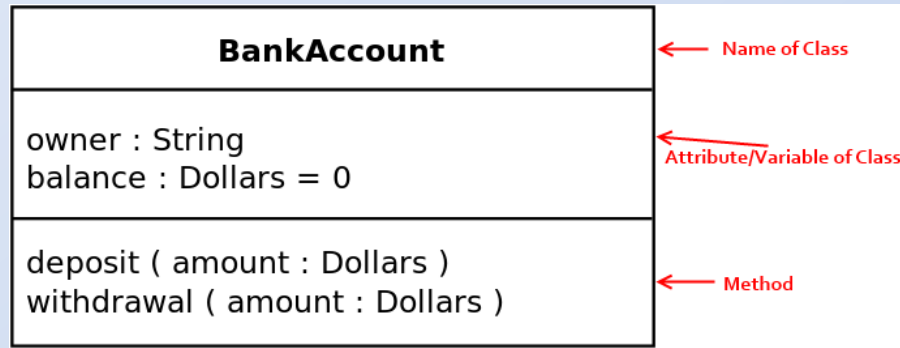 BankAccount
Name of Class
owner : String
balance : Dollars = 0
Attribute/Variable of Class
deposit ( amount : Dollars )
withdrawal ( amount : Dollars )
Method